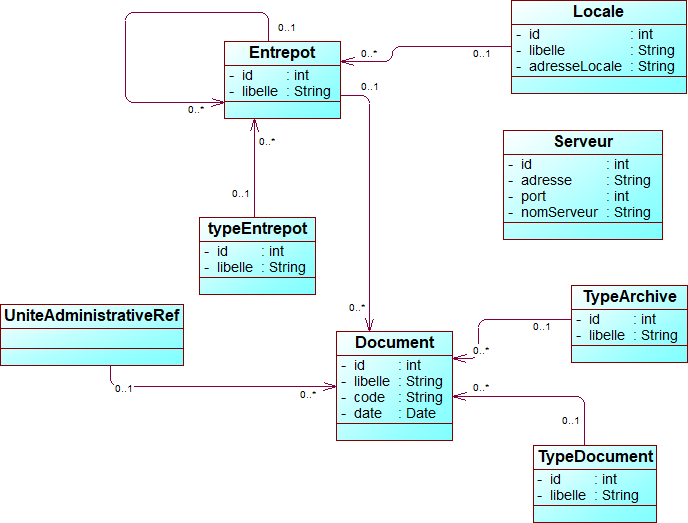 0..1
Entrepot
- id : int
- libelle : String
0..*
0..1
Locale
- id : int
- libelle : String
- adresseLocale : String
0..*
0..1
Serveur
- id : int
- adresse : String
- port : int
- nomServeur : String
0..*
0..1
typeEntrepot
- id : int
- libelle : String
UniteAdministrativeRef
0..1
0..*
0..*
Document
- id : int
- libelle : String
- code : String
- date : Date
TypeArchive
- id : int
- libelle : String
0..1
0..*
0..*
0..1
TypeDocument
- id : int
- libelle : String